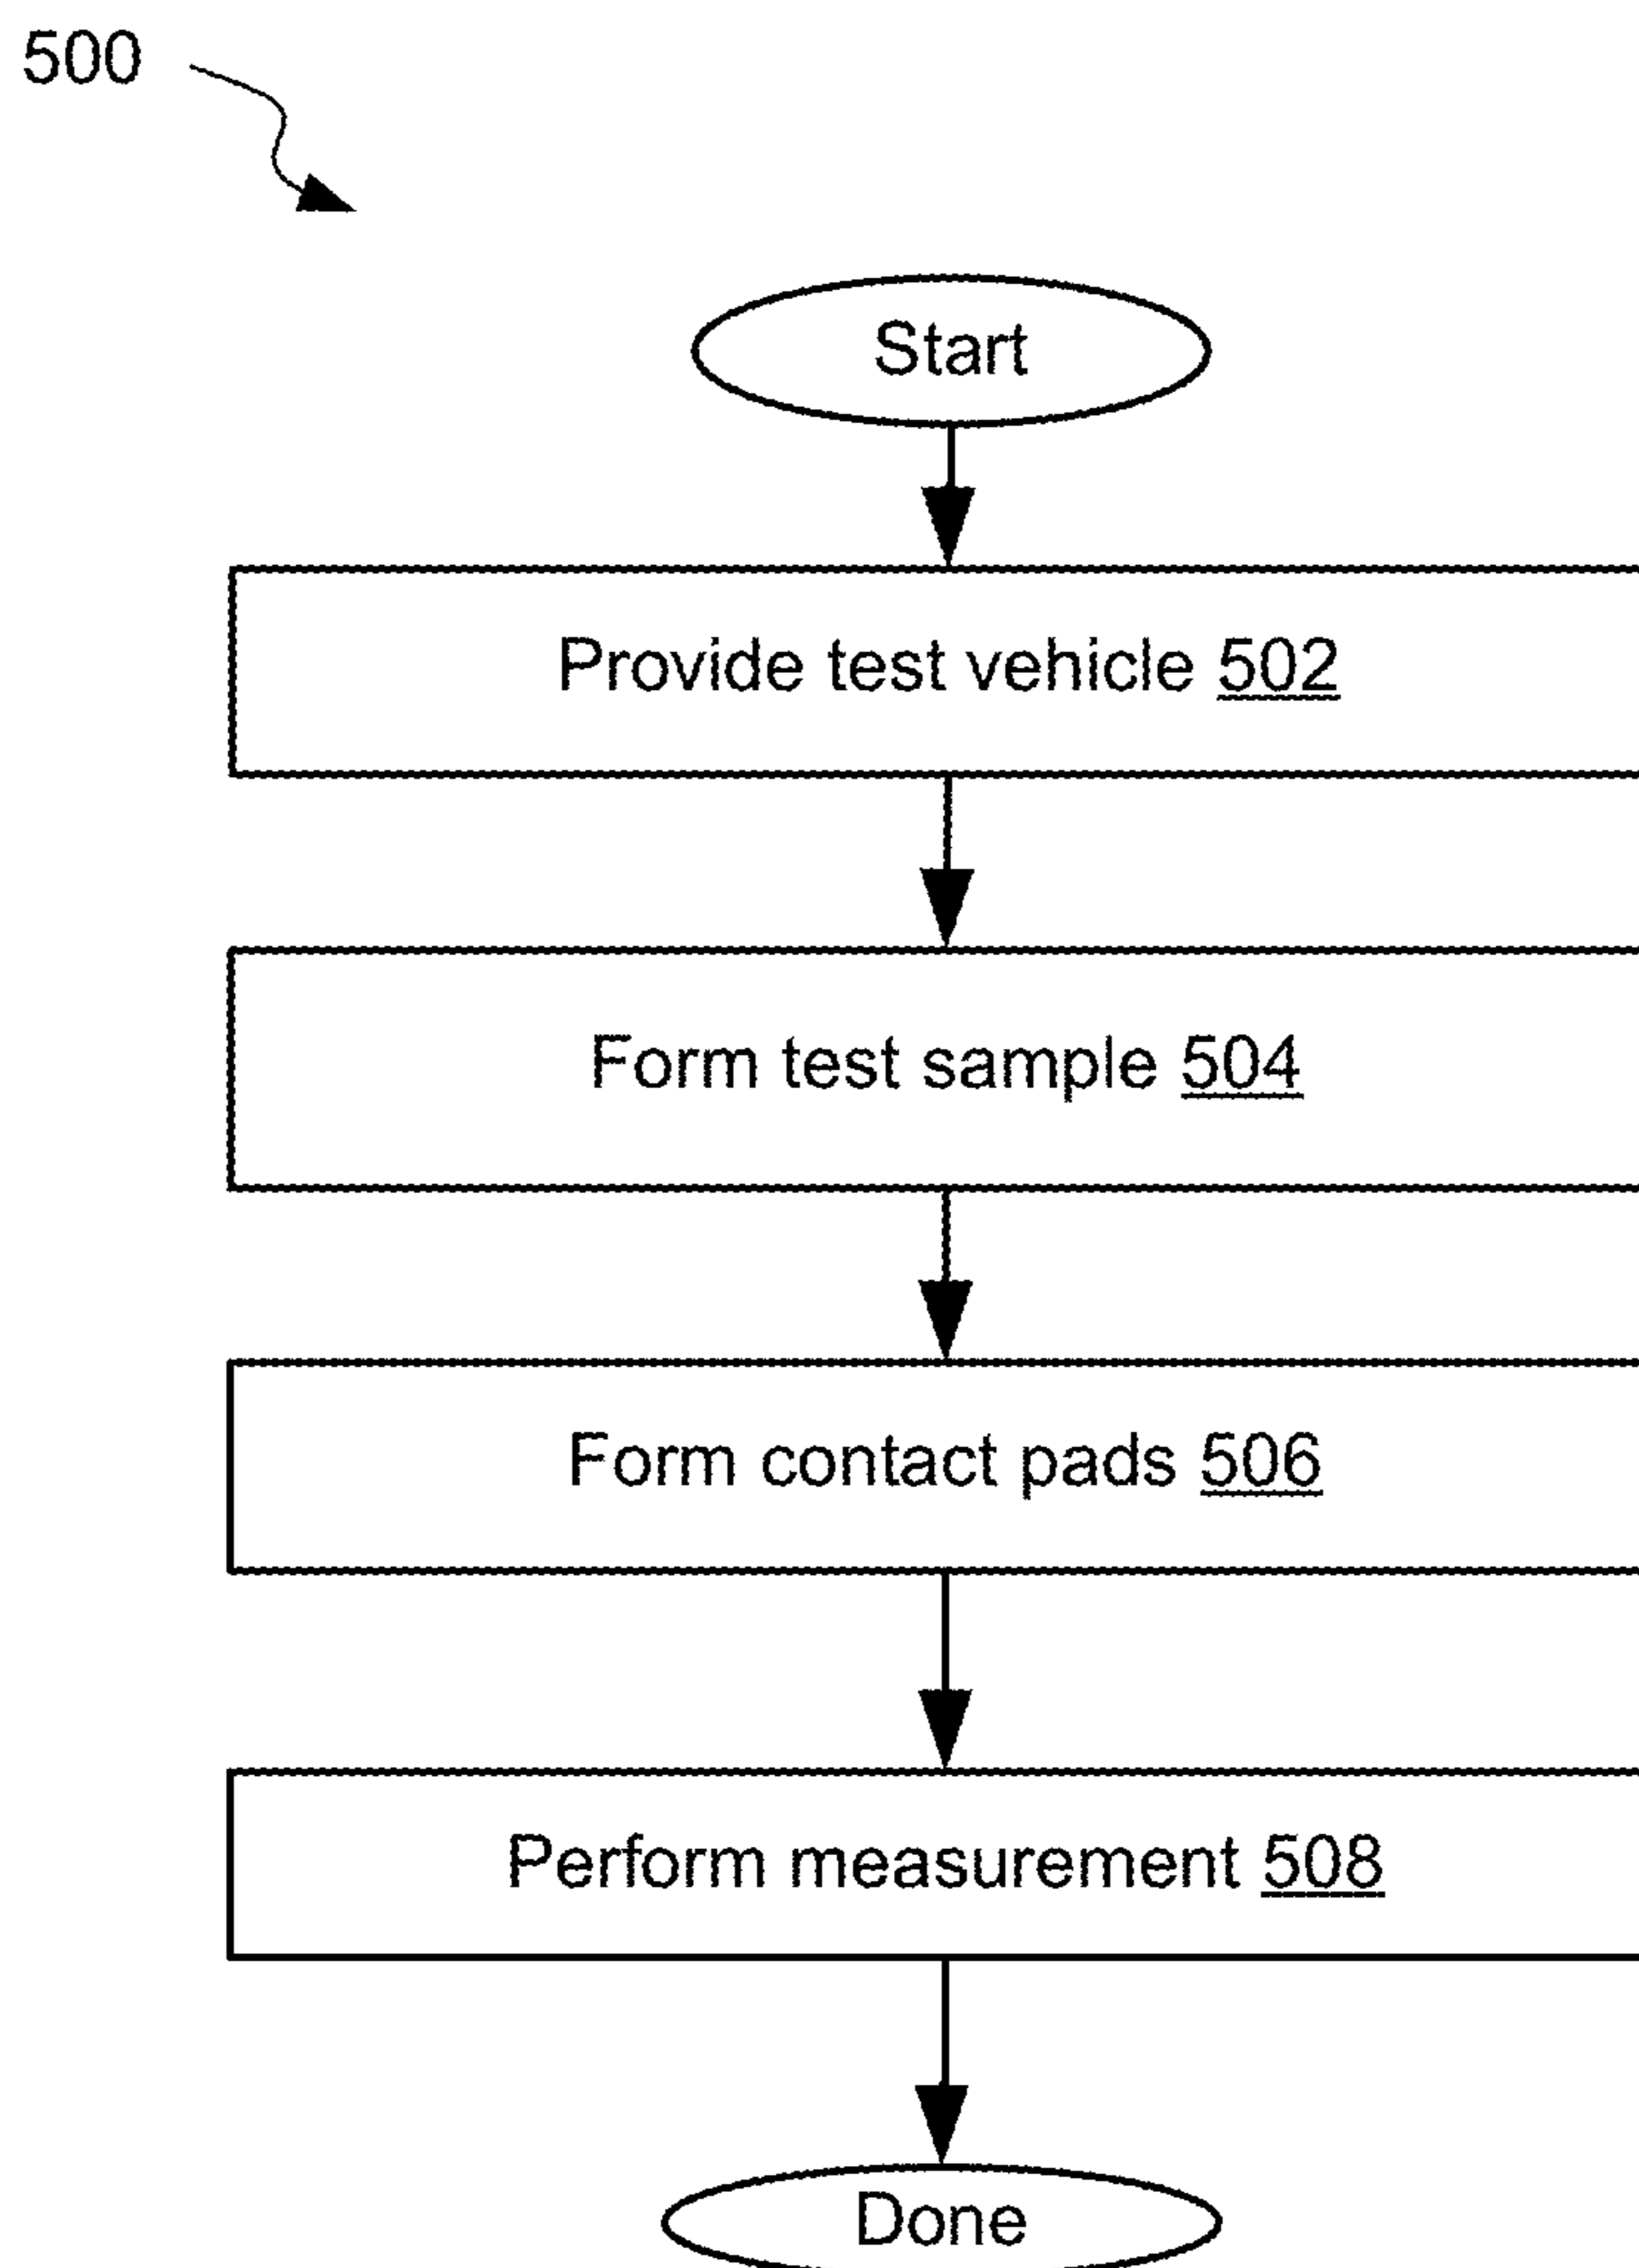 500
Start
Provide test vehicle 502
Form test sample 504
Form contact pads 506
Perform measurement 508
Done